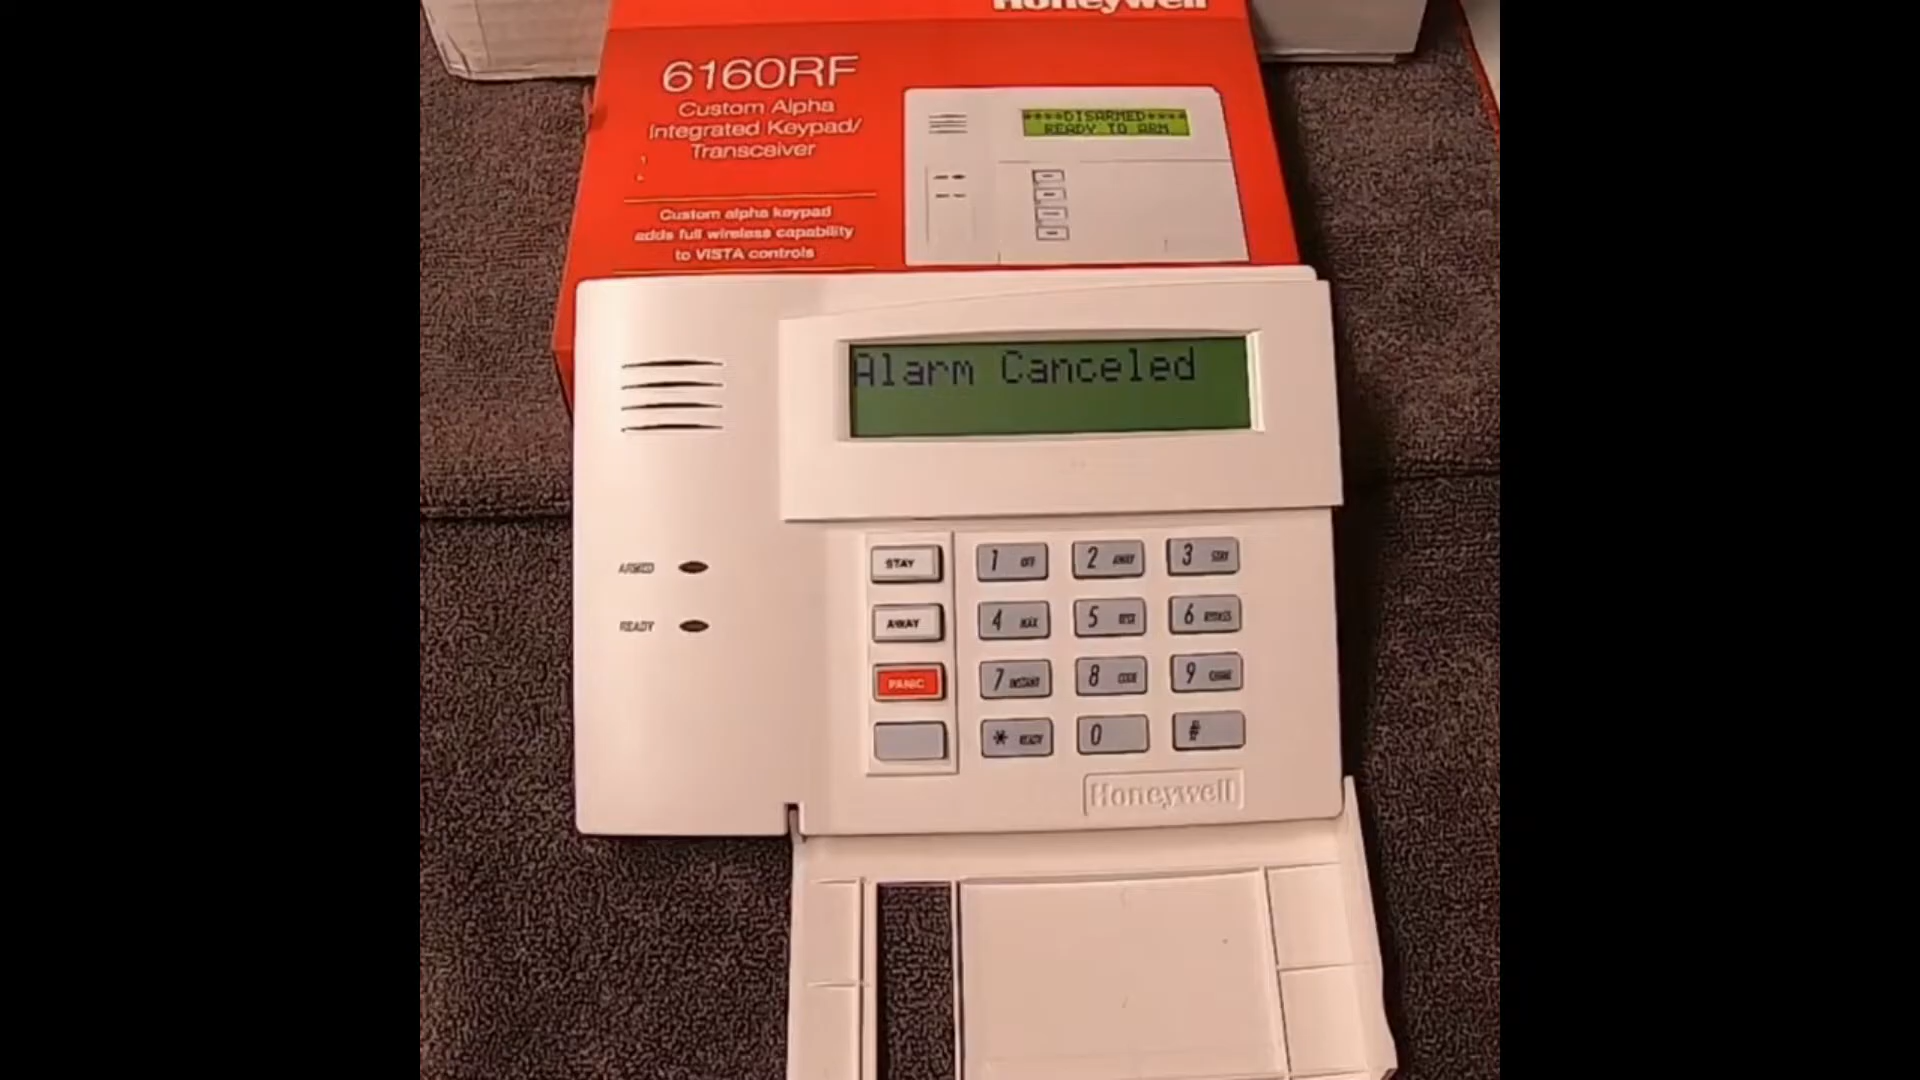 Honeywell
6160RF
Custom Alpha
Integrated Keypad/
Transceiver
Custom alpha keypad
adds full wireless capability
to VISTA controls
****DISARMED****
READY TO ARM
Alarm Canceled
ARMED
READY
STAY
AWAY
PANIC
1 OFF
2 AWAY
3 STAY
4 MAX
5 TEST
6 BYPASS
7 INSTANT
8 CODE
9 CHIME
* READY
0
#
Honeywell